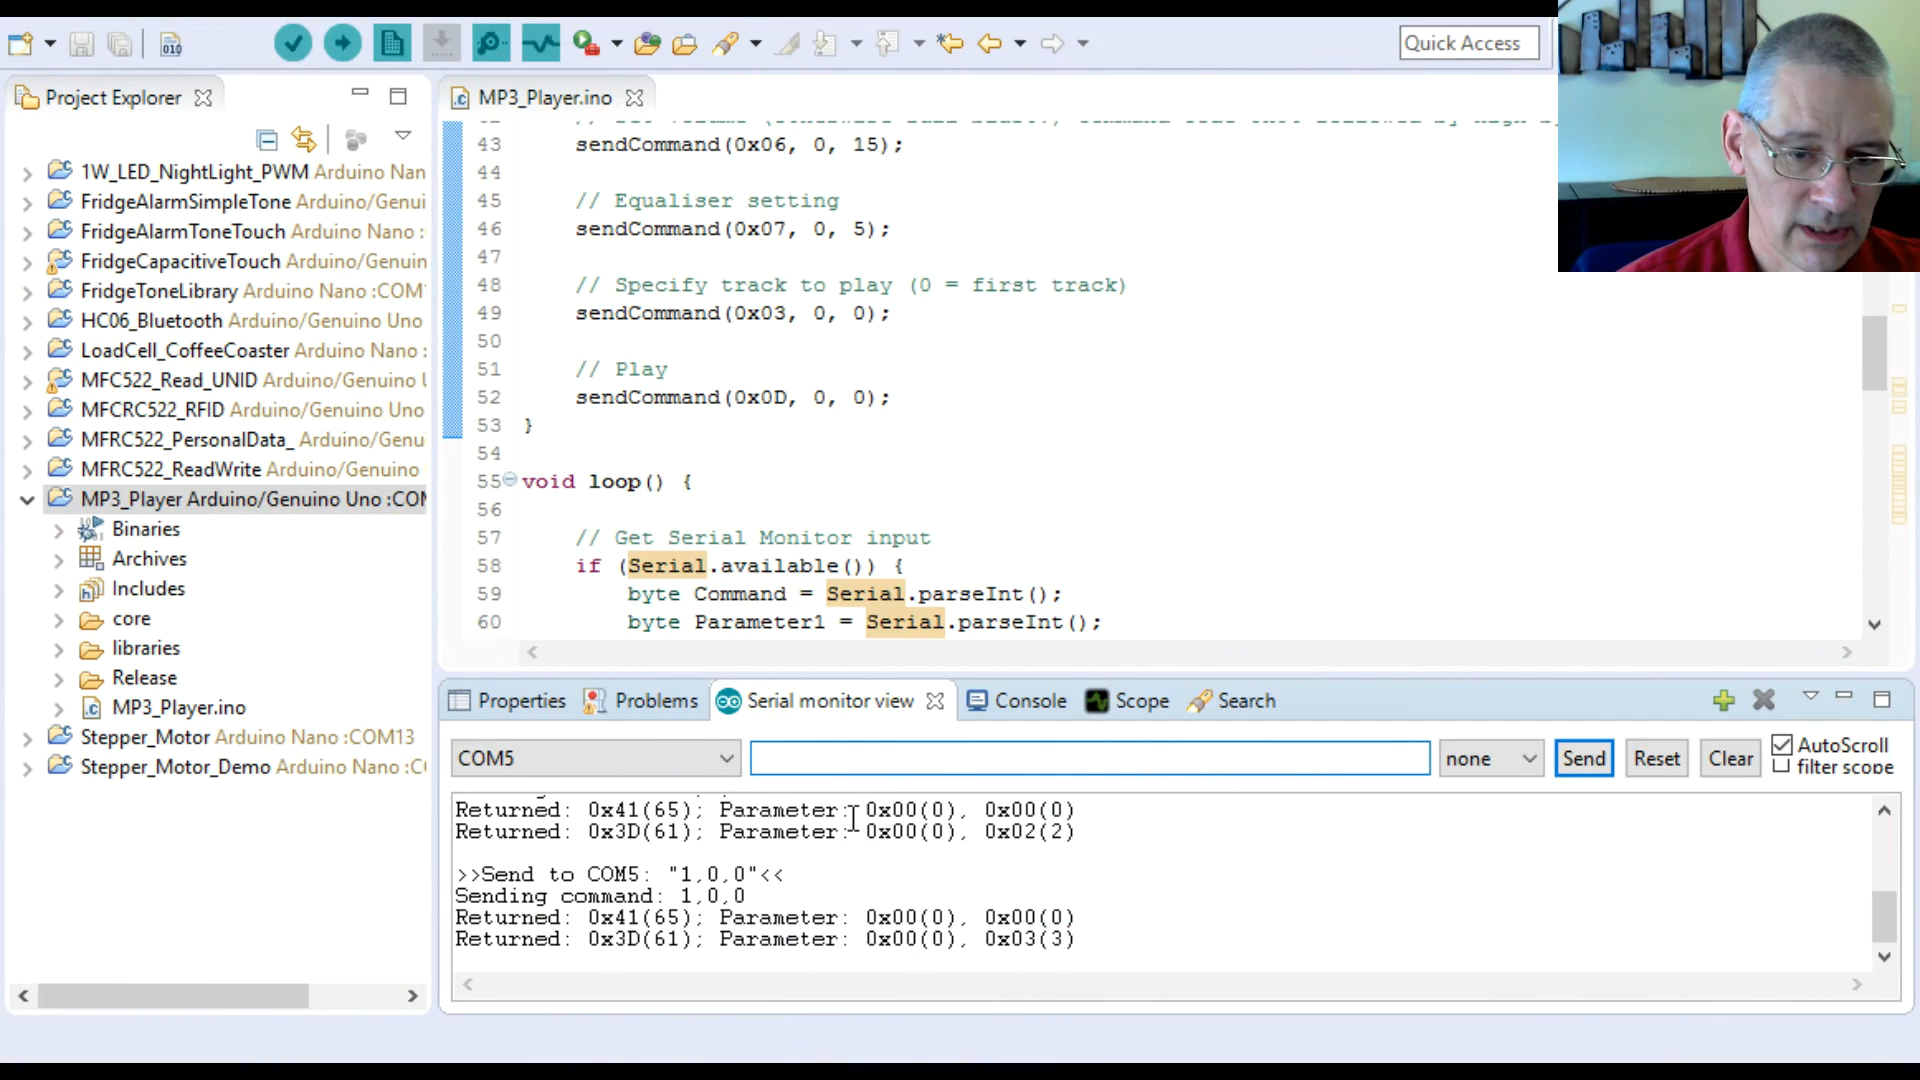 010
Quick Access
Project Explorer
MP3_Player.ino
1W_LED_NightLight_PWM Arduino Nan
FridgeAlarmSimpleTone Arduino/Genui
FridgeAlarmToneTouch Arduino Nano :
FridgeCapacitiveTouch Arduino/Genuin
FridgeToneLibrary Arduino Nano :COM
HC06_Bluetooth Arduino/Genuino Uno
LoadCell_CoffeeCoaster Arduino Nano :
MFC522_Read_UNID Arduino/Genuino U
MFCRC522_RFID Arduino/Genuino Uno
MFRC522_PersonalData_ Arduino/Genu
MFRC522_ReadWrite Arduino/Genuino
MP3_Player Arduino/Genuino Uno :COM
Binaries
Archives
Includes
core
libraries
Release
MP3_Player.ino
Stepper_Motor Arduino Nano :COM13
Stepper_Motor_Demo Arduino Nano :C
43 sendCommand(0x06, 0, 15);
44
45 // Equaliser setting
46 sendCommand(0x07, 0, 5);
47
48 // Specify track to play (0 = first track)
49 sendCommand(0x03, 0, 0);
50
51 // Play
52 sendCommand(0x0D, 0, 0);
53 }
54
55 void loop() {
56
57 // Get Serial Monitor input
58 if (Serial.available()) {
59 byte Command = Serial.parseInt();
60 byte Parameter1 = Serial.parseInt();
Properties Problems Serial monitor view Console Scope Search
COM5 none Send Reset Clear AutoScroll
filter scope
Returned: 0x41(65); Parameter: 0x00(0), 0x00(0)
Returned: 0x3D(61); Parameter: 0x00(0), 0x02(2)
>>Send to COM5: "1,0,0"<<
Sending command: 1,0,0
Returned: 0x41(65); Parameter: 0x00(0), 0x00(0)
Returned: 0x3D(61); Parameter: 0x00(0), 0x03(3)